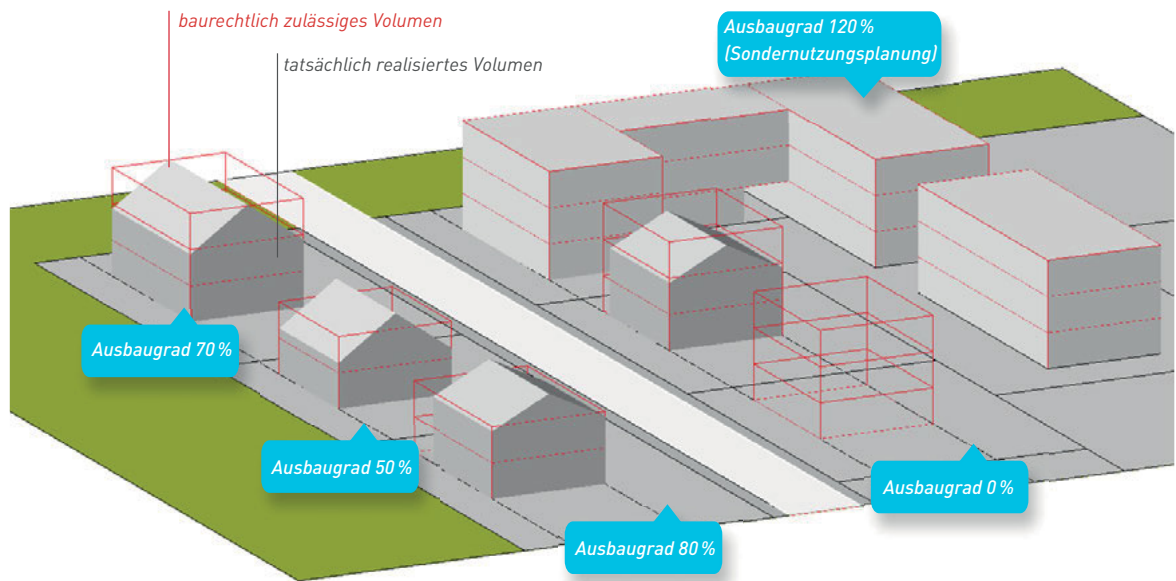 baurechtlich zulässiges Volumen
tatsächlich realisiertes Volumen
Ausbaugrad 120 %
(Sondernutzungsplanung)
Ausbaugrad 70 %
Ausbaugrad 50 %
Ausbaugrad 0 %
Ausbaugrad 80 %